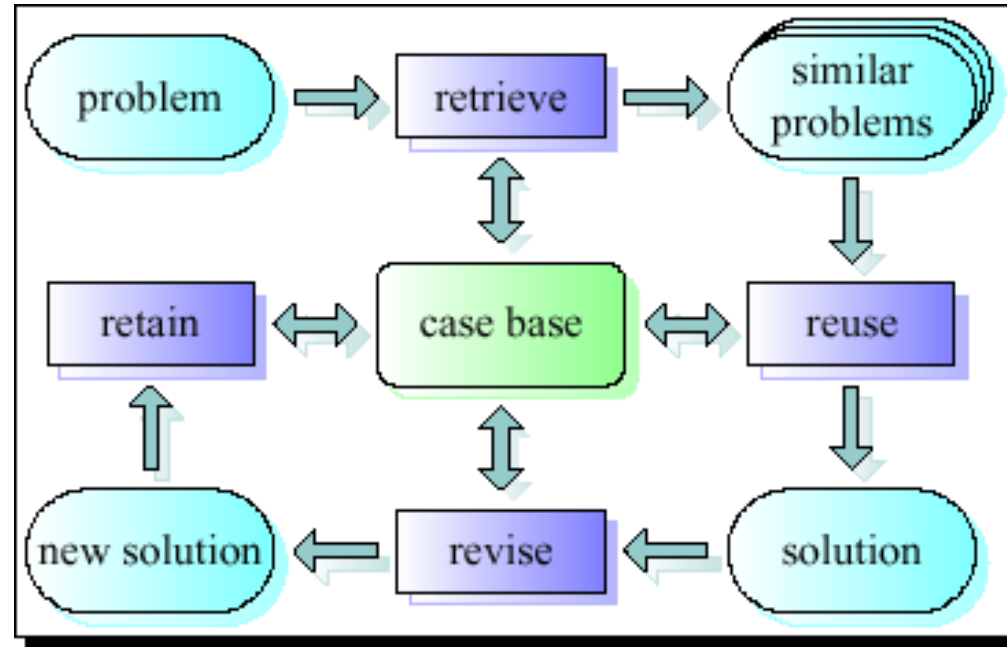 problem
retrieve
similar
problems
retain
case base
reuse
new solution
revise
solution